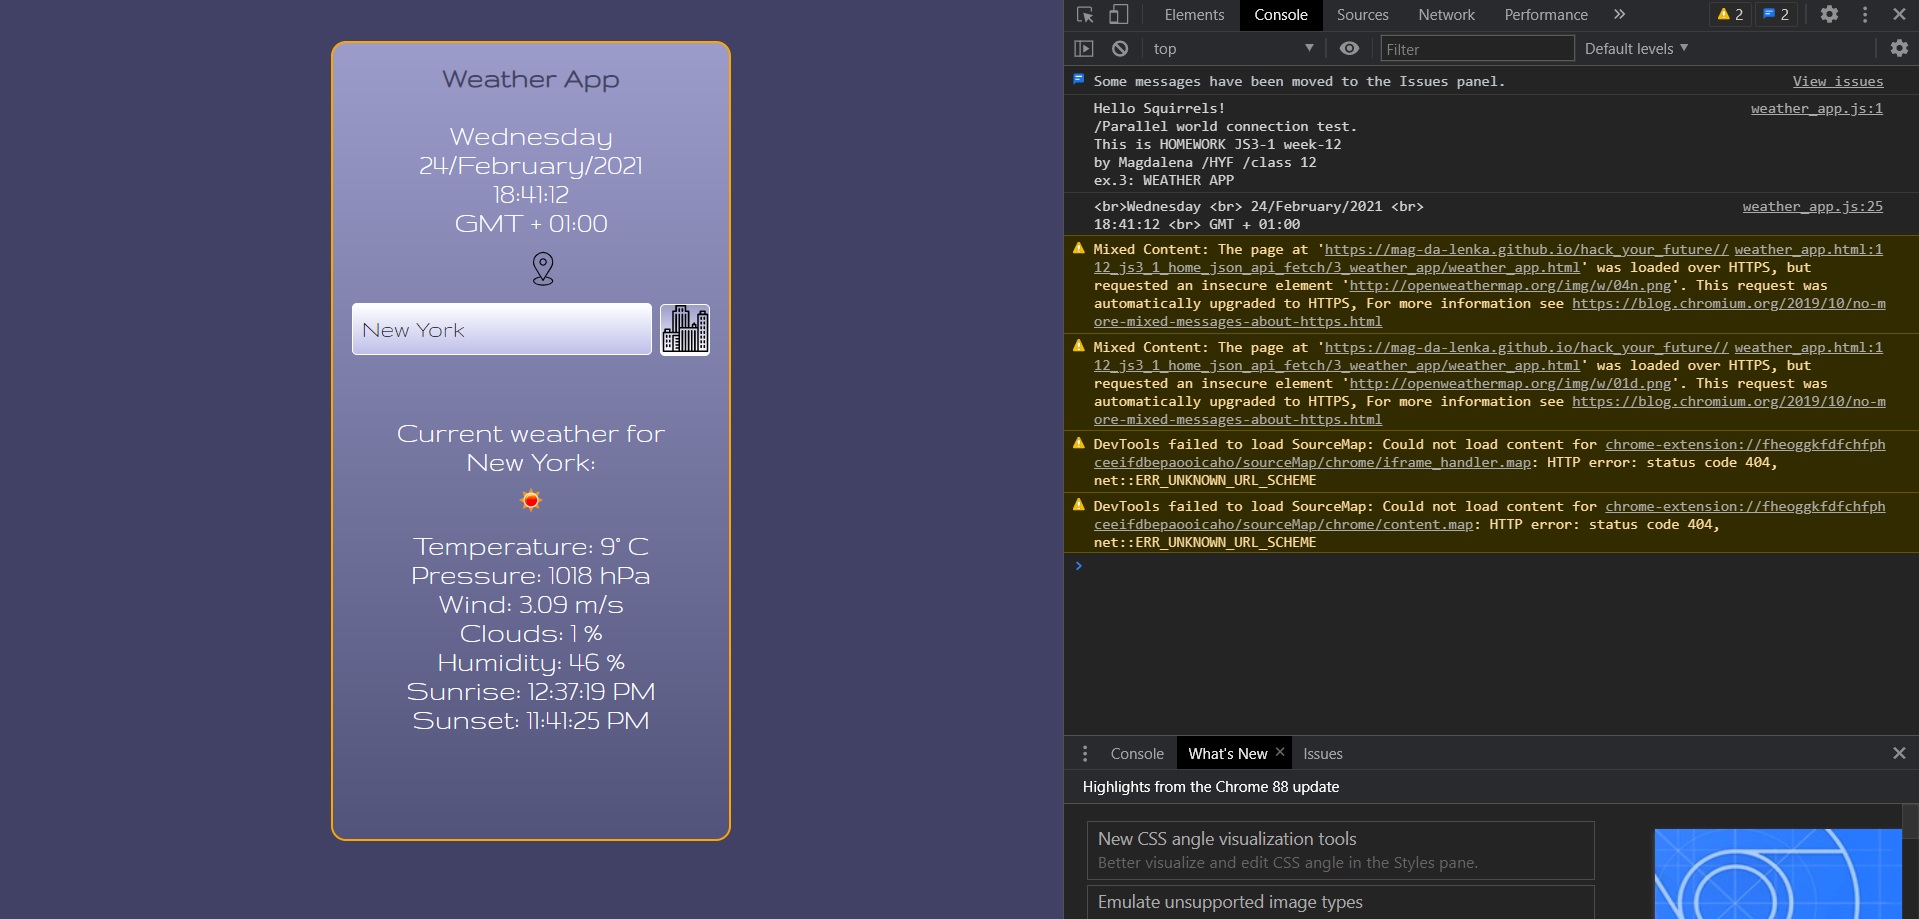 Weather App
Wednesday
24/February/2021
18:41:12
GMT + 01:00
New York
Current weather for
New York:
Temperature: 9° C
Pressure: 1018 hPa
Wind: 3.09 m/s
Clouds: 1 %
Humidity: 46 %
Sunrise: 12:37:19 PM
Sunset: 11:41:25 PM
Elements Console Sources Network Performance » 2 2
top Filter Default levels
Some messages have been moved to the Issues panel. View issues
Hello Squirrels! weather_app.js:1
/Parallel world connection test.
This is HOMEWORK JS3-1 week-12
by Magdalena /HYF /class 12
ex.3: WEATHER APP
<br>Wednesday <br> 24/February/2021 <br> weather_app.js:25
18:41:12 <br> GMT + 01:00
Mixed Content: The page at 'https://mag-da-lenka.github.io/hack_your_future// weather_app.html:1
12_js3_1_home_json_api_fetch/3_weather_app/weather_app.html' was loaded over HTTPS, but
requested an insecure element 'http://openweathermap.org/img/w/04n.png'. This request was
automatically upgraded to HTTPS, For more information see https://blog.chromium.org/2019/10/no-m
ore-mixed-messages-about-https.html
Mixed Content: The page at 'https://mag-da-lenka.github.io/hack_your_future// weather_app.html:1
12_js3_1_home_json_api_fetch/3_weather_app/weather_app.html' was loaded over HTTPS, but
requested an insecure element 'http://openweathermap.org/img/w/01d.png'. This request was
automatically upgraded to HTTPS, For more information see https://blog.chromium.org/2019/10/no-m
ore-mixed-messages-about-https.html
DevTools failed to load SourceMap: Could not load content for chrome-extension://fheoggkfdfchfph
ceeifdbepaooicaho/sourceMap/chrome/iframe_handler.map: HTTP error: status code 404,
net::ERR_UNKNOWN_URL_SCHEME
DevTools failed to load SourceMap: Could not load content for chrome-extension://fheoggkfdfchfph
ceeifdbepaooicaho/sourceMap/chrome/content.map: HTTP error: status code 404,
net::ERR_UNKNOWN_URL_SCHEME
Console What's New Issues
Highlights from the Chrome 88 update
New CSS angle visualization tools
Better visualize and edit CSS angle in the Styles pane.
Emulate unsupported image types